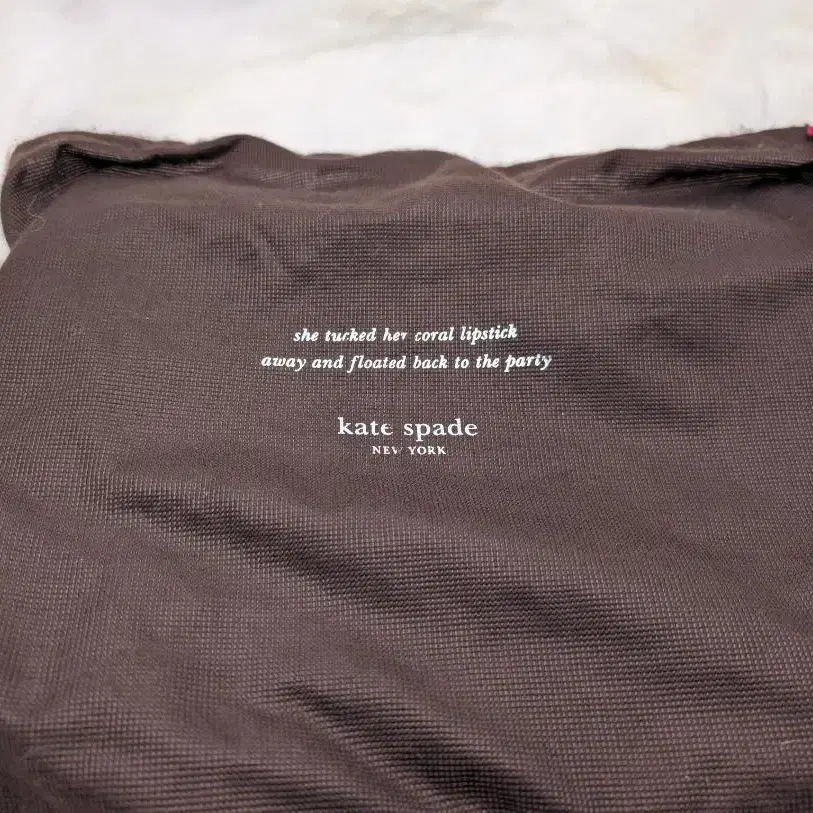 she tucked her coral lipstick
away and floated back to the party
kate spade
NEW YORK